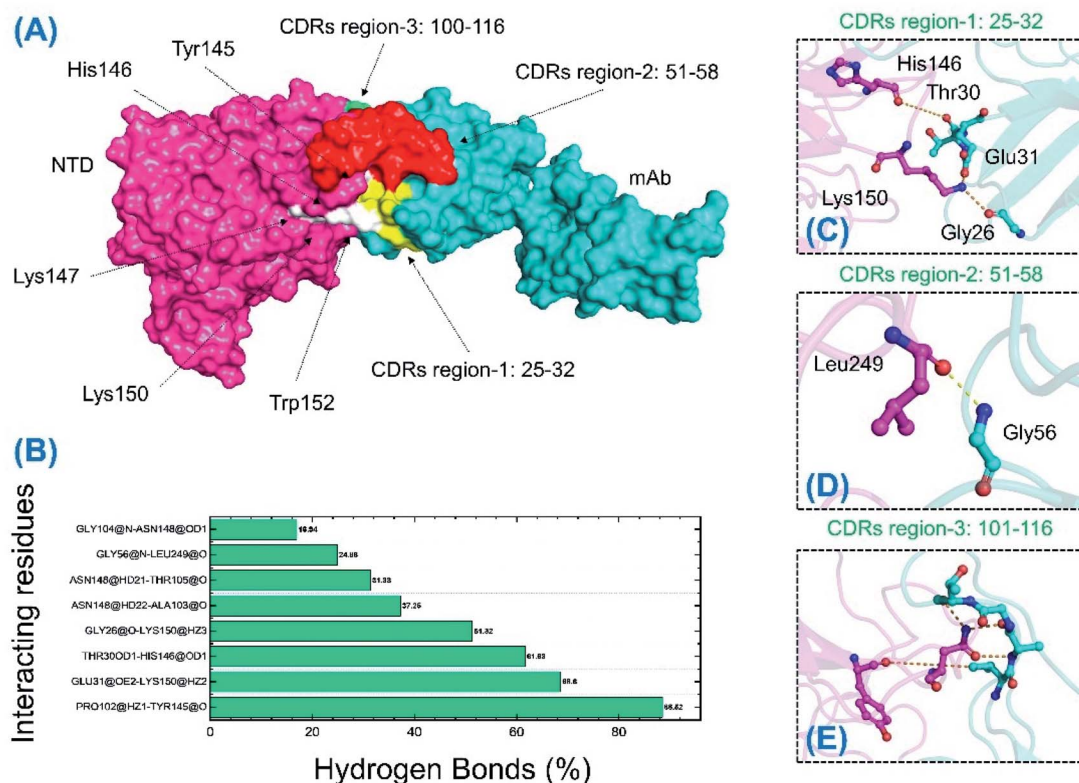 (A)
CDRs region-3: 100-116
Tyr145
His146
CDRs region-2: 51-58
NTD
mAb
Lys147
Lys150
Trp152
CDRs region-1: 25-32
(B)
Interacting residues
GLY104@N-ASN148@OD1
GLY56@N-LEU249@O
ASN148@HD21-THR105@O
ASN148@HD22-ALA103@O
GLY26@O-LYS150@HZ3
THR30OD1-HIS146@OD1
GLU31@OE2-LYS150@HZ2
PRO102@HZ1-TYR145@O
0 20 40 60 80
Hydrogen Bonds (%)
CDRs region-1: 25-32
His146
Thr30
Glu31
Lys150
Gly26
(C)
CDRs region-2: 51-58
Leu249
Gly56
(D)
CDRs region-3: 101-116
(E)